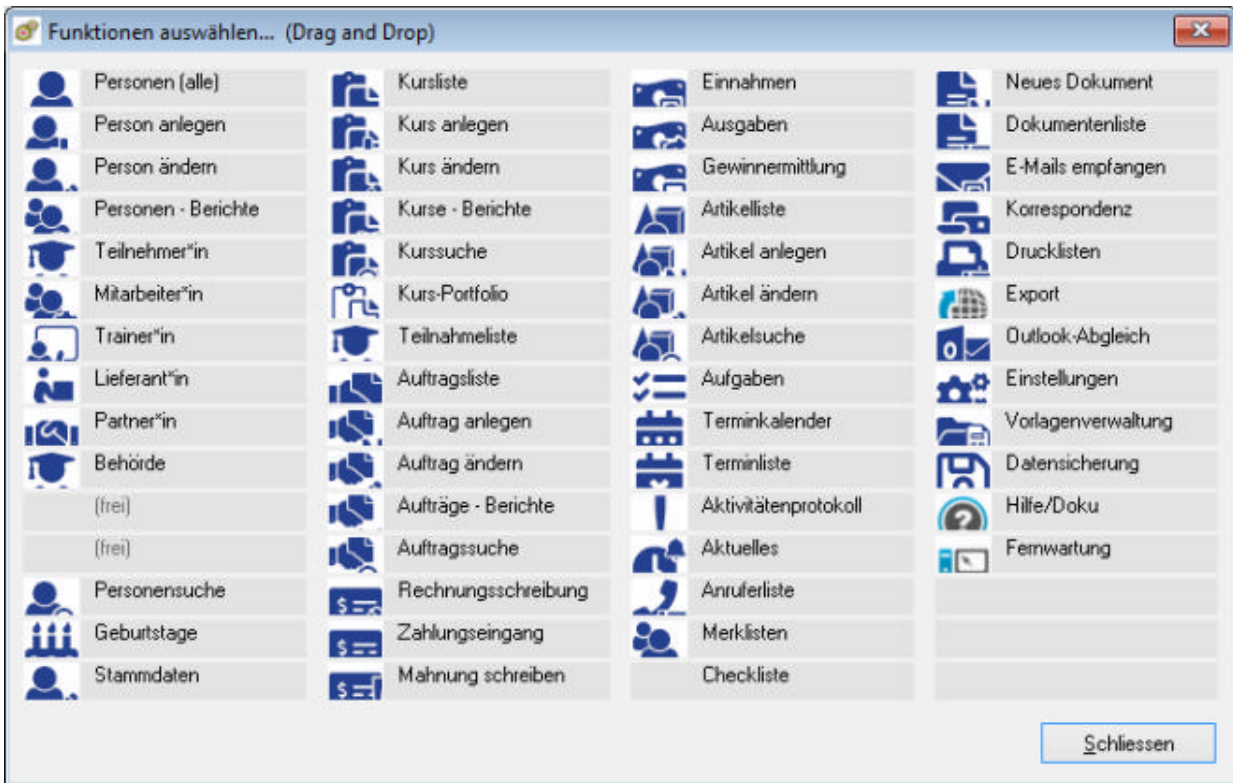 Funktionen auswählen... (Drag and Drop)
Personen (alle)
Person anlegen
Person ändern
Personen - Berichte
Teilnehmer*in
Mitarbeiter*in
Trainer*in
Lieferant*in
Partner*in
Behörde
(frei)
(frei)
Personensuche
Geburtstage
Stammdaten
Kursliste
Kurs anlegen
Kurs ändern
Kurse - Berichte
Kurssuche
Kurs-Portfolio
Teilnahmeliste
Auftragsliste
Auftrag anlegen
Auftrag ändern
Aufträge - Berichte
Auftragssuche
Rechnungsschreibung
Zahlungseingang
Mahnung schreiben
Einnahmen
Ausgaben
Gewinnermittlung
Artikelliste
Artikel anlegen
Artikel ändern
Artikelsuche
Aufgaben
Terminkalender
Terminliste
Aktivitätenprotokoll
Aktuelles
Anruferliste
Merklisten
Checkliste
Neues Dokument
Dokumentenliste
E-Mails empfangen
Korrespondenz
Drucklisten
Export
Outlook-Abgleich
Einstellungen
Vorlagenverwaltung
Datensicherung
Hilfe/Doku
Fernwartung
Schliessen